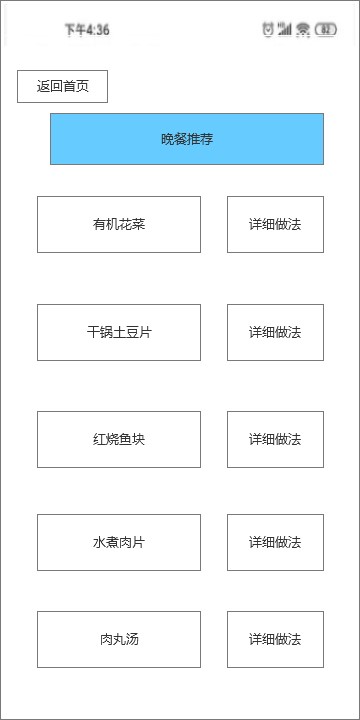 下午4:36 82
返回首页
晚餐推荐
有机花菜 详细做法
干锅土豆片 详细做法
红烧鱼块 详细做法
水煮肉片 详细做法
肉丸汤 详细做法